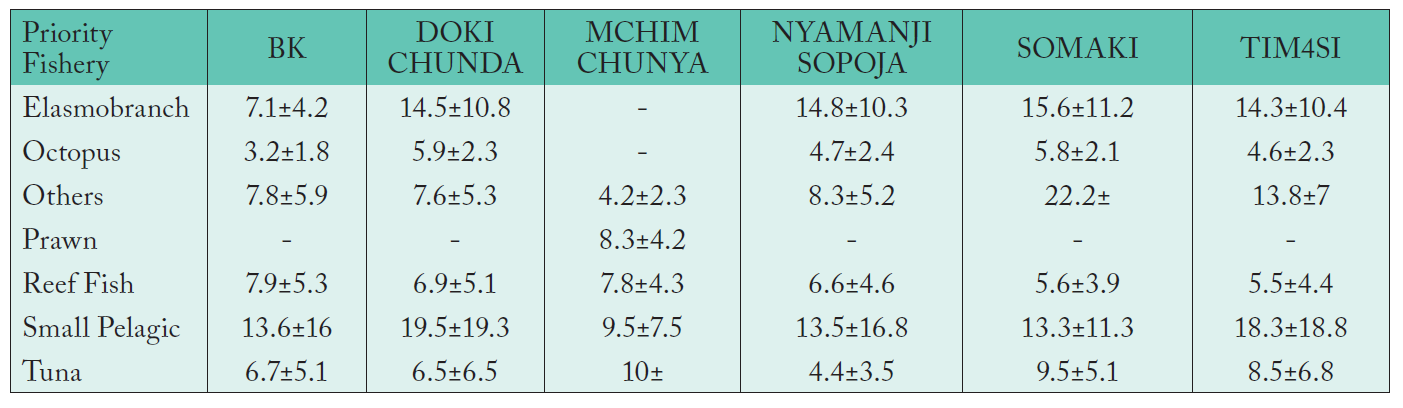 Priority Fishery BK DOKI CHUNDA MCHIM CHUNYA NYAMANJI SOPOJA SOMAKI TIM4SI
Elasmobranch 7.1±4.2 14.5±10.8 - 14.8±10.3 15.6±11.2 14.3±10.4
Octopus 3.2±1.8 5.9±2.3 - 4.7±2.4 5.8±2.1 4.6±2.3
Others 7.8±5.9 7.6±5.3 4.2±2.3 8.3±5.2 22.2± 13.8±7
Prawn - - 8.3±4.2 - - -
Reef Fish 7.9±5.3 6.9±5.1 7.8±4.3 6.6±4.6 5.6±3.9 5.5±4.4
Small Pelagic 13.6±16 19.5±19.3 9.5±7.5 13.5±16.8 13.3±11.3 18.3±18.8
Tuna 6.7±5.1 6.5±6.5 10± 4.4±3.5 9.5±5.1 8.5±6.8